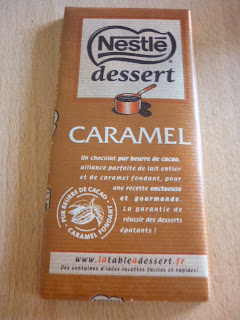 Nestlé
dessert
CARAMEL
Un chocolat pur beurre de cacao,
alliance parfaite de lait entier
et de caramel fondant, pour
une recette onctueuse
et gourmande.
La garantie de
réussir des desserts
épatants !
PUR BEURRE DE CACAO
CARAMEL FONDANT
www.latableadessert.fr
Des centaines d'idées recettes faciles et rapides!